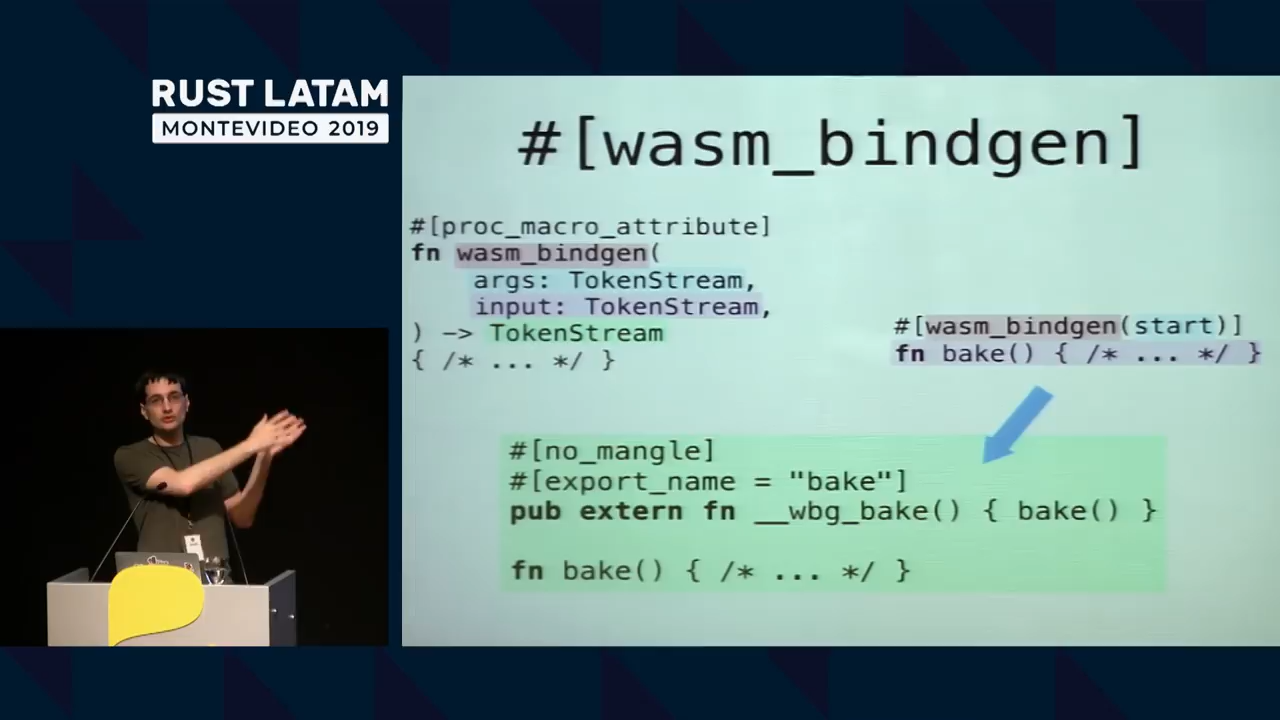 RUST LATAM
MONTEVIDEO 2019
#[wasm_bindgen]
#[proc_macro_attribute]
fn wasm_bindgen(
args: TokenStream,
input: TokenStream,
) -> TokenStream
{ /* ... */ }
#[wasm_bindgen(start)]
fn bake() { /* ... */ }
#[no_mangle]
#[export_name = "bake"]
pub extern fn __wbg_bake() { bake() }
fn bake() { /* ... */ }